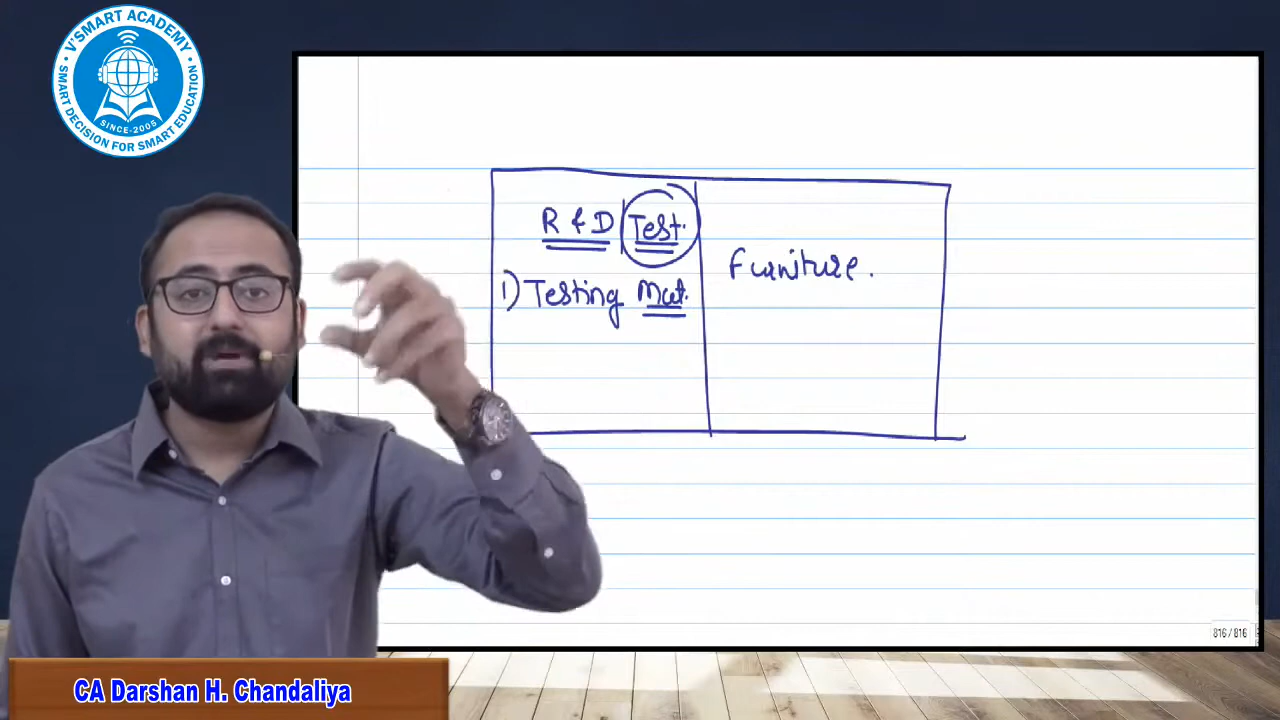 V'SMART ACADEMY
SMART DECISION FOR SMART EDUCATION
SINCE-2005
R & D | Test.
1) Testing Mat.
Furniture.
816 / 816
CA Darshan H. Chandaliya